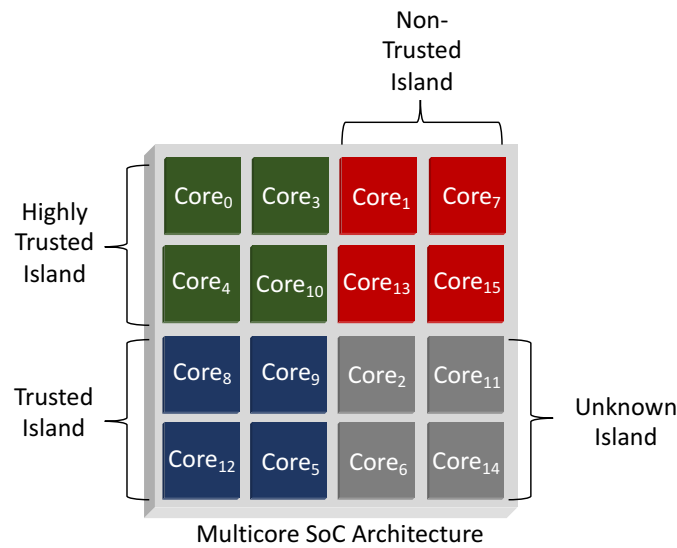 Non-
Trusted
Island
Highly
Trusted
Island
Core₀ Core₃ Core₁ Core₇
Core₄ Core₁₀ Core₁₃ Core₁₅
Trusted
Island
Core₈ Core₉ Core₂ Core₁₁
Core₁₂ Core₅ Core₆ Core₁₄
Unknown
Island
Multicore SoC Architecture